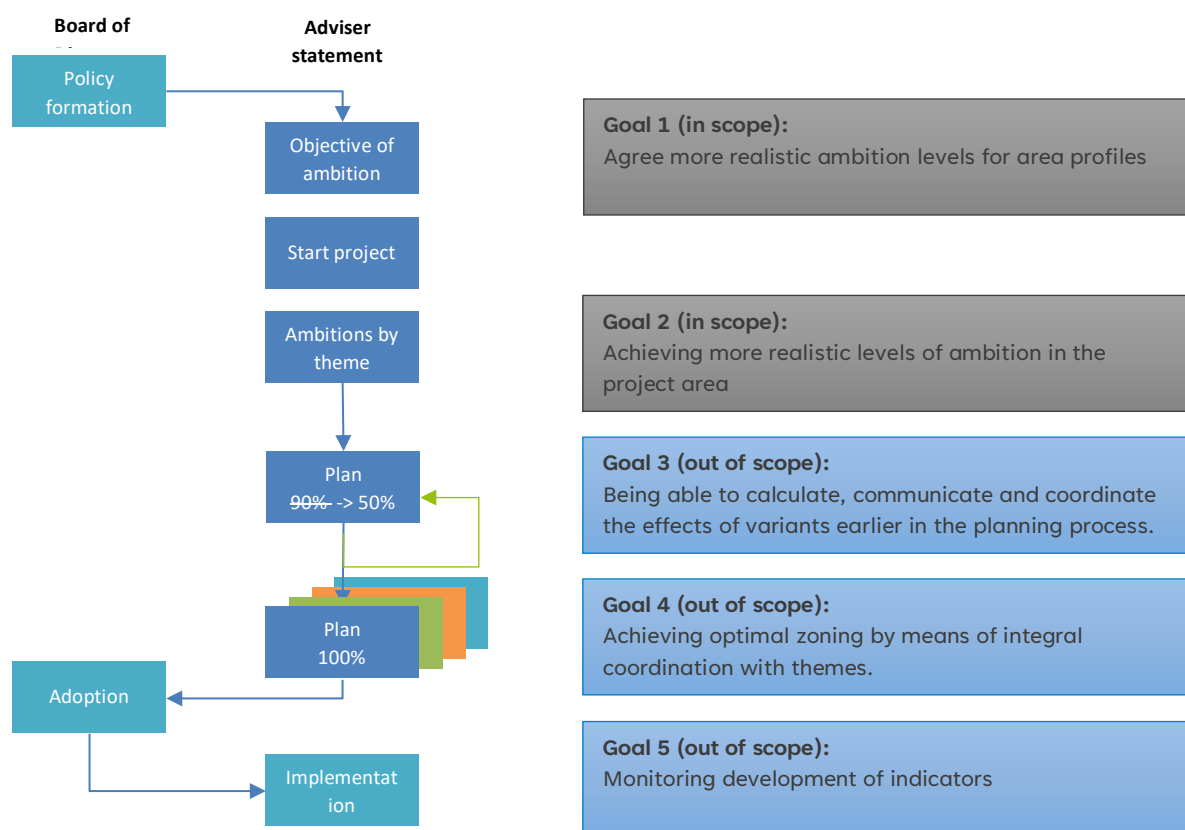 Board of
Adviser
statement
Policy
formation
Objective of
ambition
Start project
Ambitions by
theme
Plan
90% -> 50%
Plan
100%
Adoption
Implementat
ion
Goal 1 (in scope):
Agree more realistic ambition levels for area profiles
Goal 2 (in scope):
Achieving more realistic levels of ambition in the
project area
Goal 3 (out of scope):
Being able to calculate, communicate and coordinate
the effects of variants earlier in the planning process.
Goal 4 (out of scope):
Achieving optimal zoning by means of integral
coordination with themes.
Goal 5 (out of scope):
Monitoring development of indicators